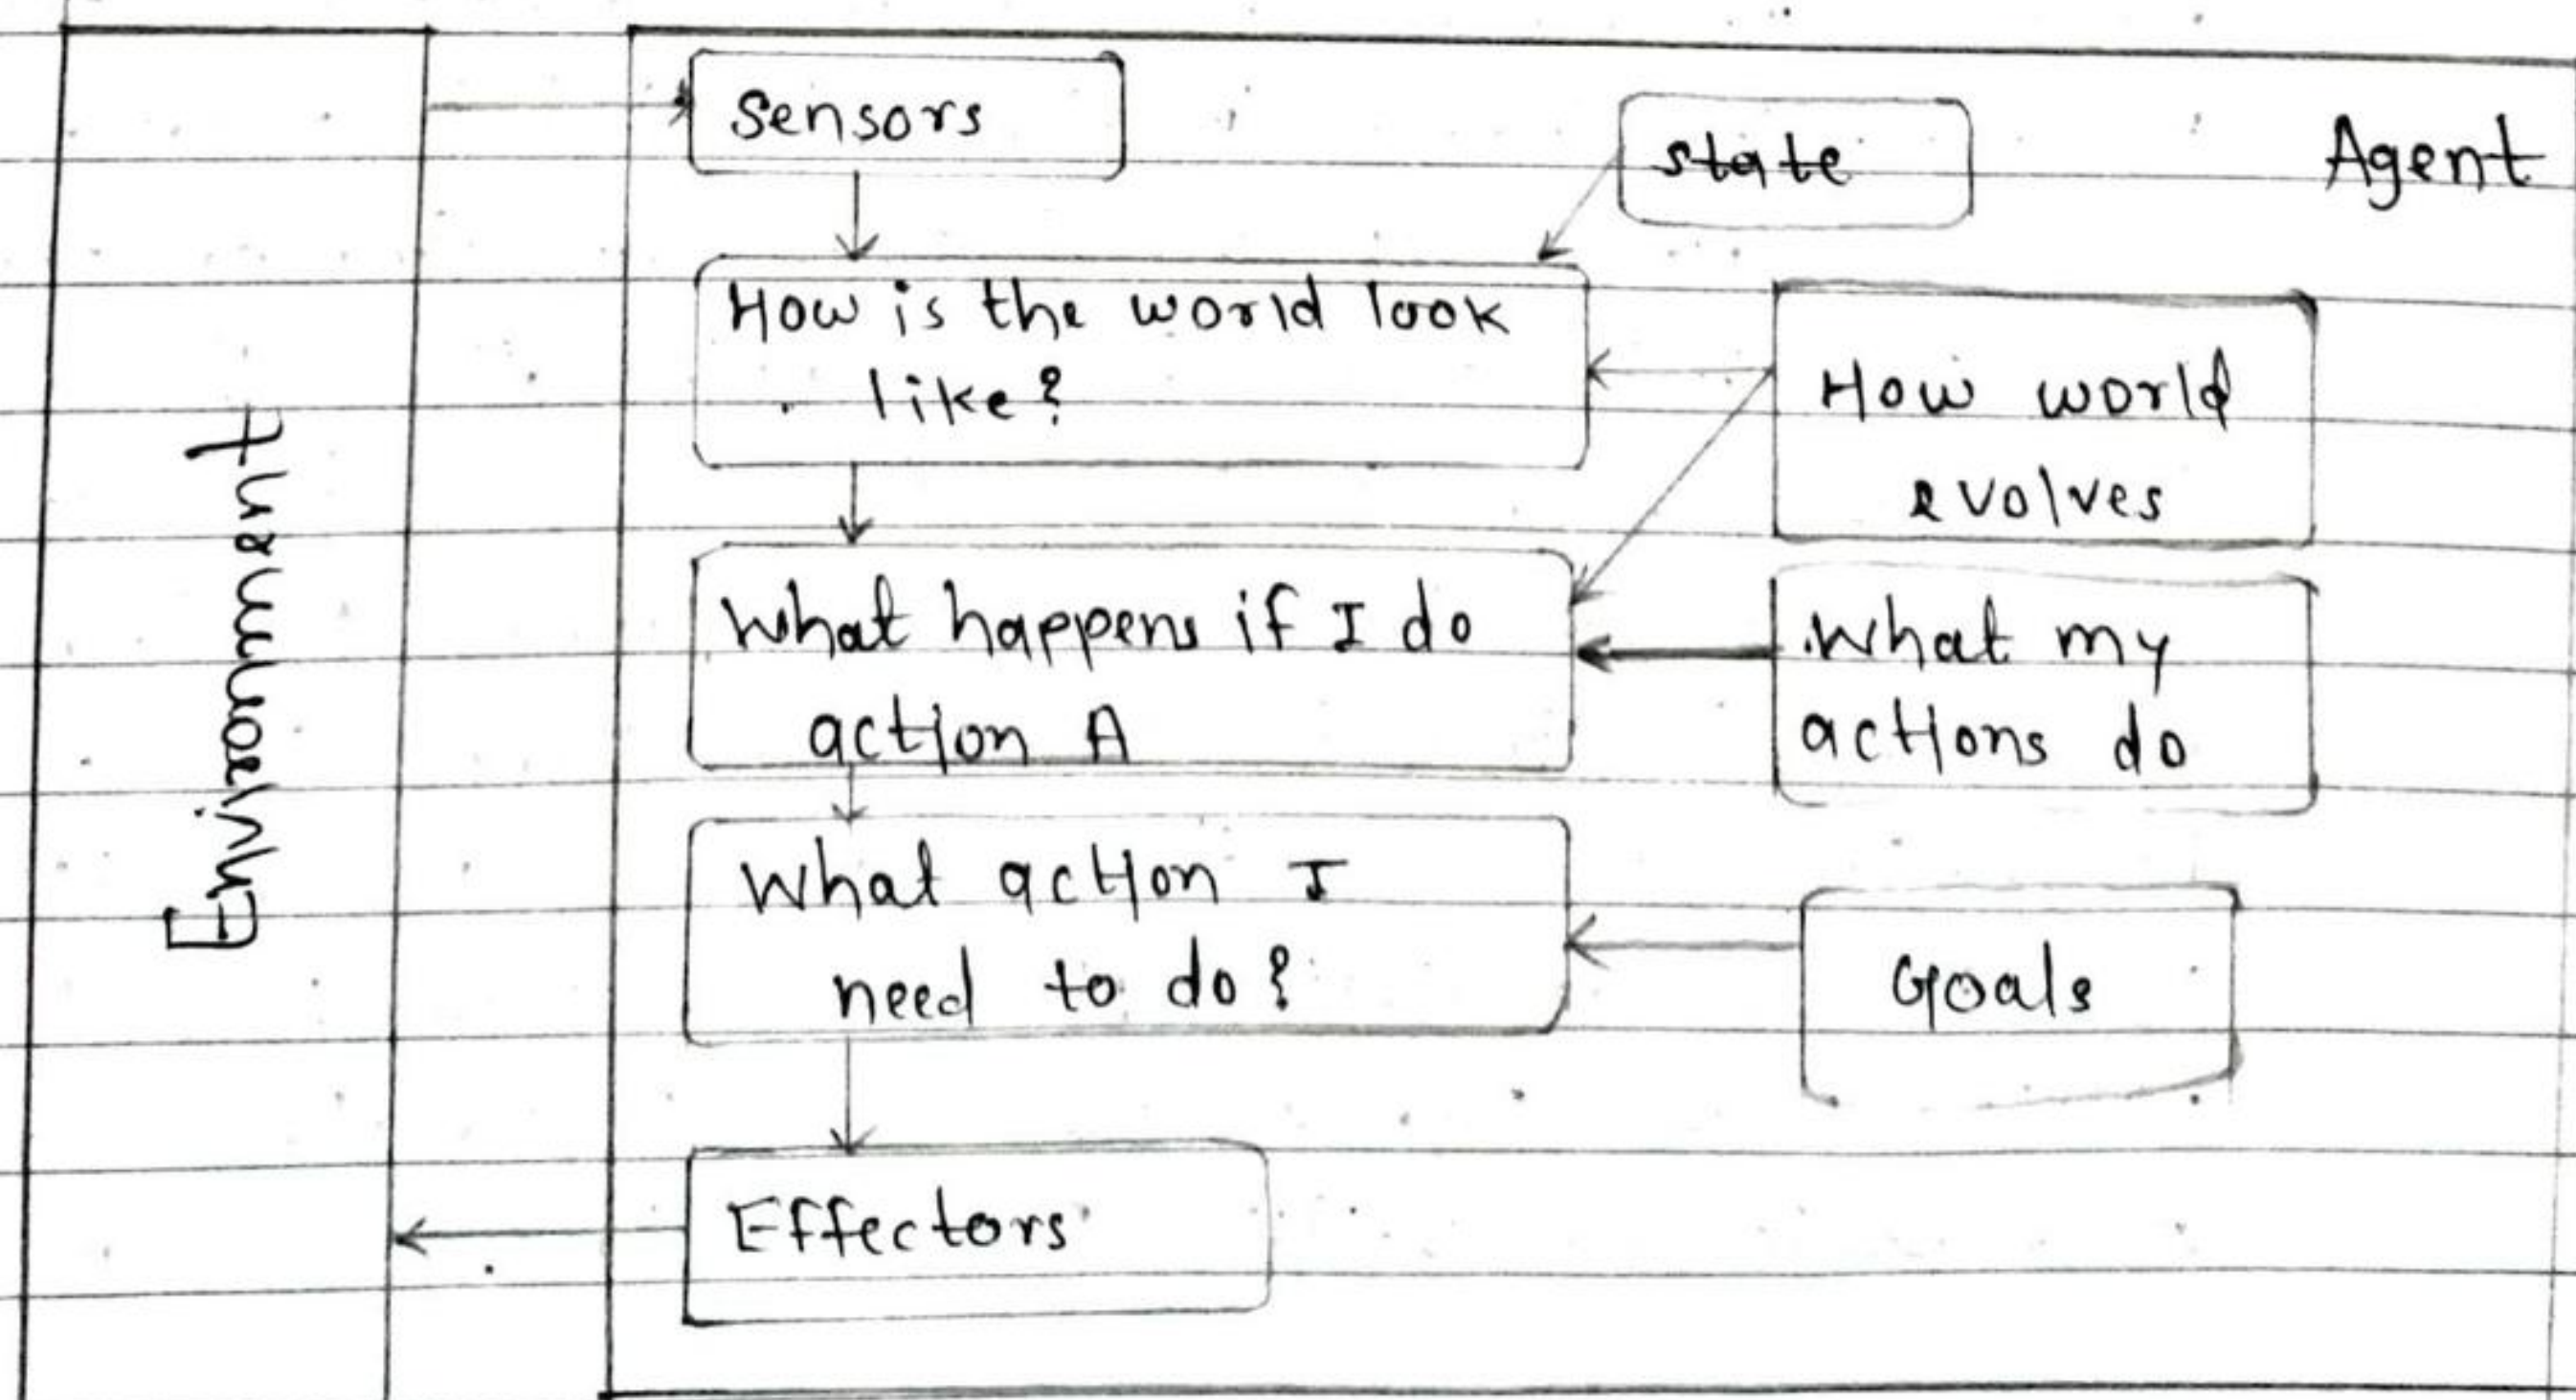 Sensors
state
Agent
How is the world look
like?
How world
evolves
What happens if I do
action A
What my
actions do
What action I
need to do?
Goals
Effectors
Environment